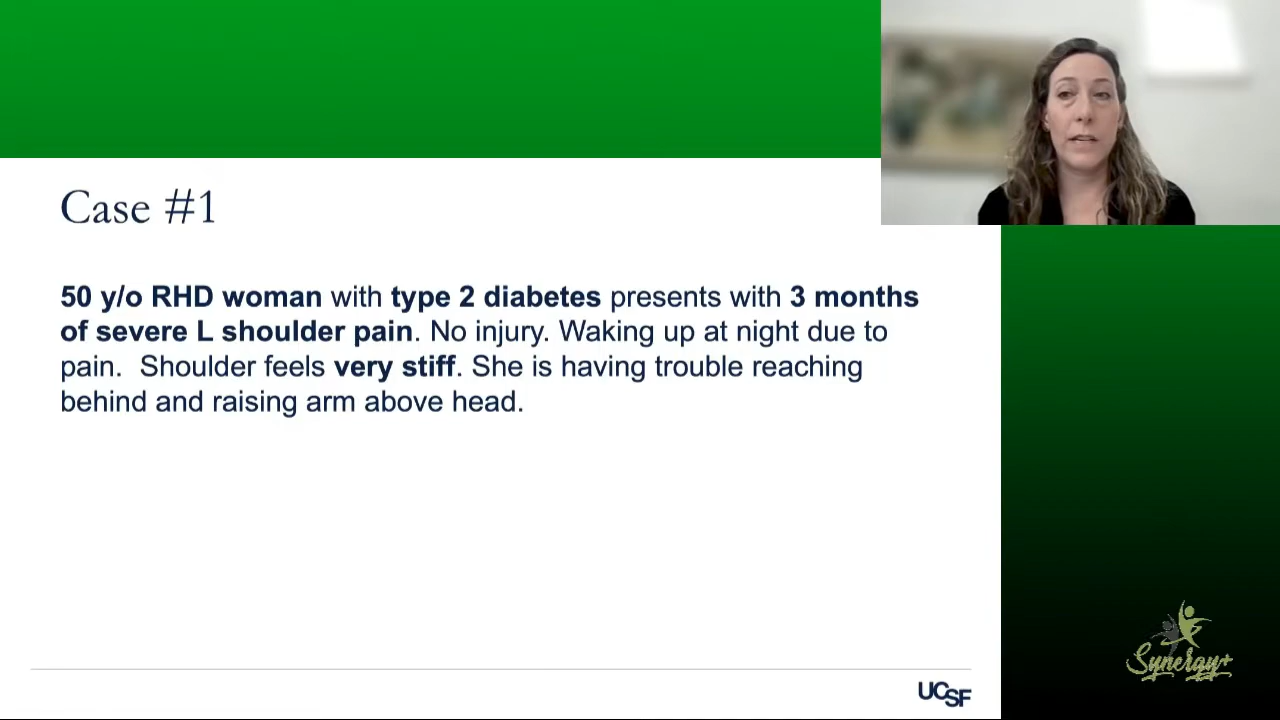 Case #1
50 y/o RHD woman with type 2 diabetes presents with 3 months
of severe L shoulder pain. No injury. Waking up at night due to
pain.  Shoulder feels very stiff. She is having trouble reaching
behind and raising arm above head.
UCSF
Synergy+